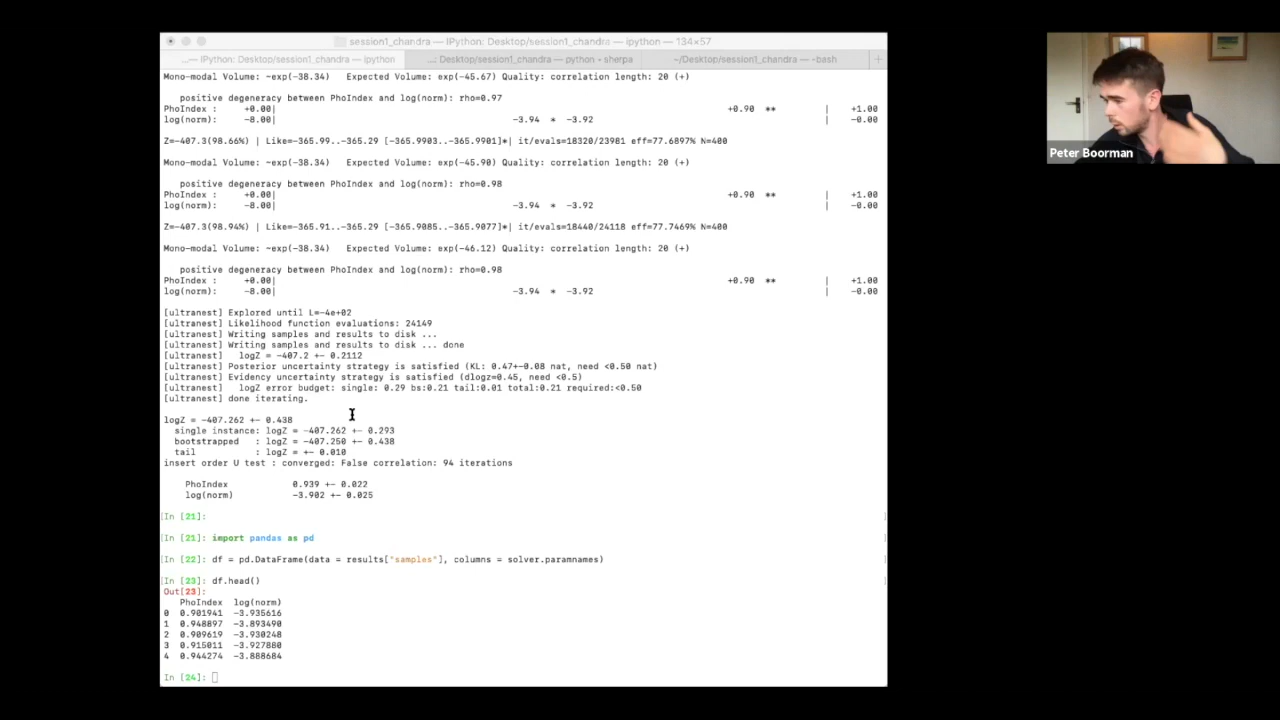 session1_chandra — IPython: Desktop/session1_chandra — ipython — 134×57
... — IPython: Desktop/session1_chandra — ipython
...: Desktop/session1_chandra — python • sherpa
~/Desktop/session1_chandra — -bash
+
Mono-modal Volume: ~exp(-38.34) Expected Volume: exp(-45.67) Quality: correlation length: 20 (+)
positive degeneracy between PhoIndex and log(norm): rho=0.97
PhoIndex : +0.00| +0.90 ** | +1.00
log(norm): -8.00| -3.94 * -3.92 | -0.00
Z=-407.3(98.66%) | Like=-365.99..-365.29 [-365.9903..-365.9901]*| it/evals=18320/23981 eff=77.6897% N=400
Mono-modal Volume: ~exp(-38.34) Expected Volume: exp(-45.90) Quality: correlation length: 20 (+)
positive degeneracy between PhoIndex and log(norm): rho=0.98
PhoIndex : +0.00| +0.90 ** | +1.00
log(norm): -8.00| -3.94 * -3.92 | -0.00
Z=-407.3(98.94%) | Like=-365.91..-365.29 [-365.9085..-365.9077]*| it/evals=18440/24118 eff=77.7469% N=400
Mono-modal Volume: ~exp(-38.34) Expected Volume: exp(-46.12) Quality: correlation length: 20 (+)
positive degeneracy between PhoIndex and log(norm): rho=0.98
PhoIndex : +0.00| +0.90 ** | +1.00
log(norm): -8.00| -3.94 * -3.92 | -0.00
[ultranest] Explored until L=-4e+02
[ultranest] Likelihood function evaluations: 24149
[ultranest] Writing samples and results to disk ...
[ultranest] Writing samples and results to disk ... done
[ultranest] logZ = -407.2 +- 0.2112
[ultranest] Posterior uncertainty strategy is satisfied (KL: 0.47+-0.08 nat, need <0.50 nat)
[ultranest] Evidency uncertainty strategy is satisfied (dlogz=0.45, need <0.5)
[ultranest] logZ error budget: single: 0.29 bs:0.21 tail:0.01 total:0.21 required:<0.50
[ultranest] done iterating.
logZ = -407.262 +- 0.438
single instance: logZ = -407.262 +- 0.293
bootstrapped : logZ = -407.250 +- 0.438
tail : logZ = +- 0.010
insert order U test : converged: False correlation: 94 iterations
PhoIndex 0.939 +- 0.022
log(norm) -3.902 +- 0.025
[In [21]:
[In [21]: import pandas as pd
[In [22]: df = pd.DataFrame(data = results["samples"], columns = solver.paramnames)
[In [23]: df.head()
Out[23]:
PhoIndex log(norm)
0 0.901941 -3.935616
1 0.948897 -3.893490
2 0.909619 -3.930248
3 0.915011 -3.927880
4 0.944274 -3.888684
In [24]:
Peter Boorman